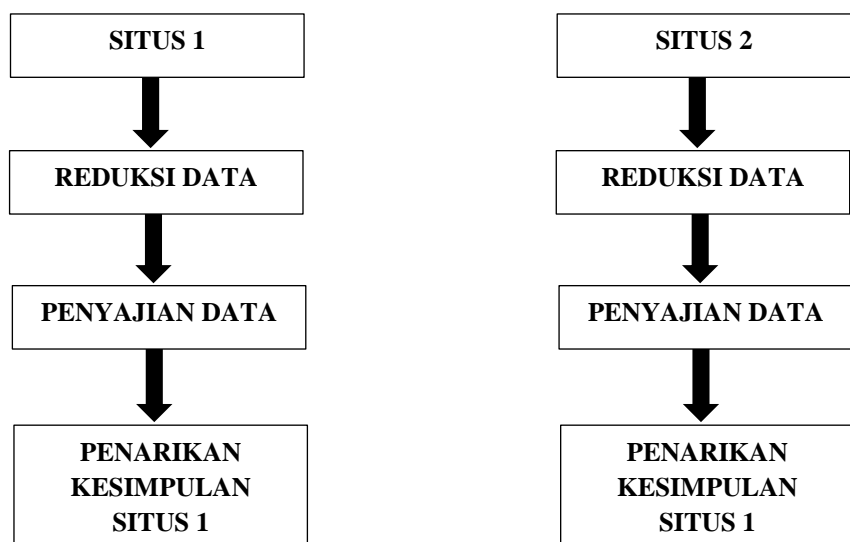 SITUS 1
REDUKSI DATA
PENYAJIAN DATA
PENARIKAN
KESIMPULAN
SITUS 1
SITUS 2
REDUKSI DATA
PENYAJIAN DATA
PENARIKAN
KESIMPULAN
SITUS 1